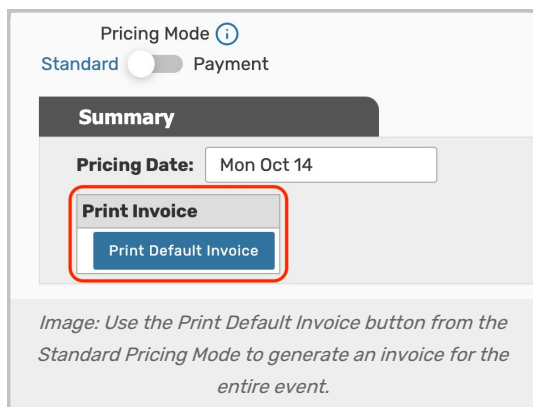 Pricing Mode
Standard Payment
Summary
Pricing Date: Mon Oct 14
Print Invoice
Print Default Invoice
Image: Use the Print Default Invoice button from the
Standard Pricing Mode to generate an invoice for the
entire event.